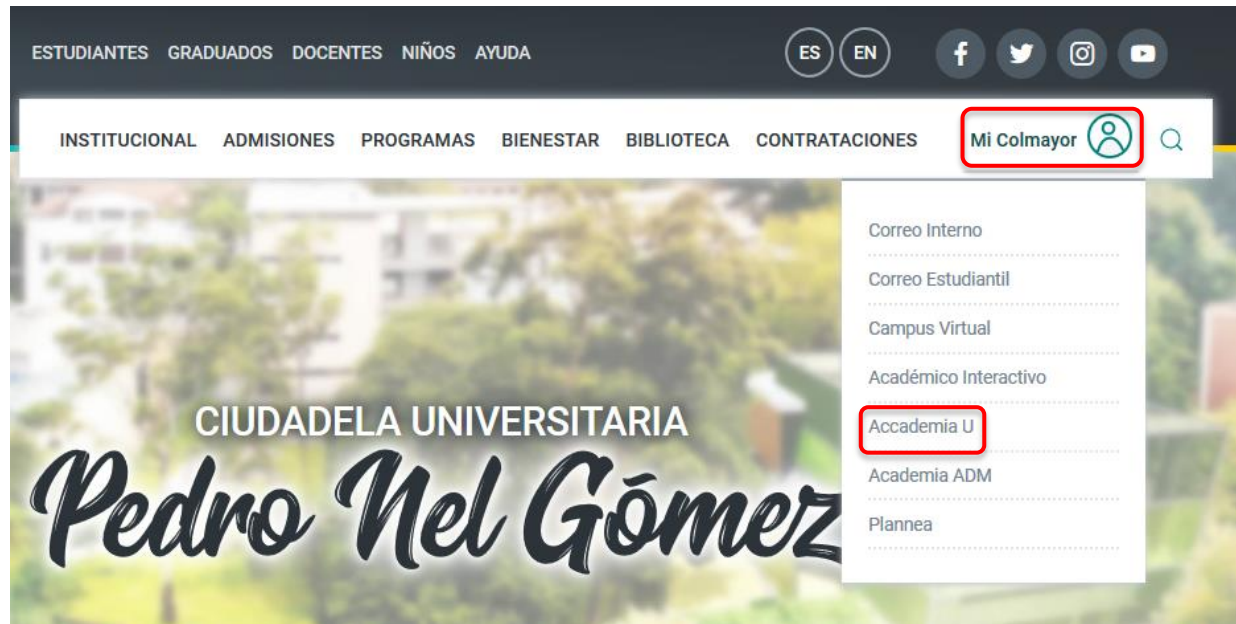 ESTUDIANTES GRADUADOS DOCENTES NIÑOS AYUDA ES EN
INSTITUCIONAL ADMISIONES PROGRAMAS BIENESTAR BIBLIOTECA CONTRATACIONES Mi Colmayor
Correo Interno
Correo Estudiantil
Campus Virtual
Académico Interactivo
Accademia U
Academia ADM
Plannea
CIUDADELA UNIVERSITARIA
Pedro Nel Gómez